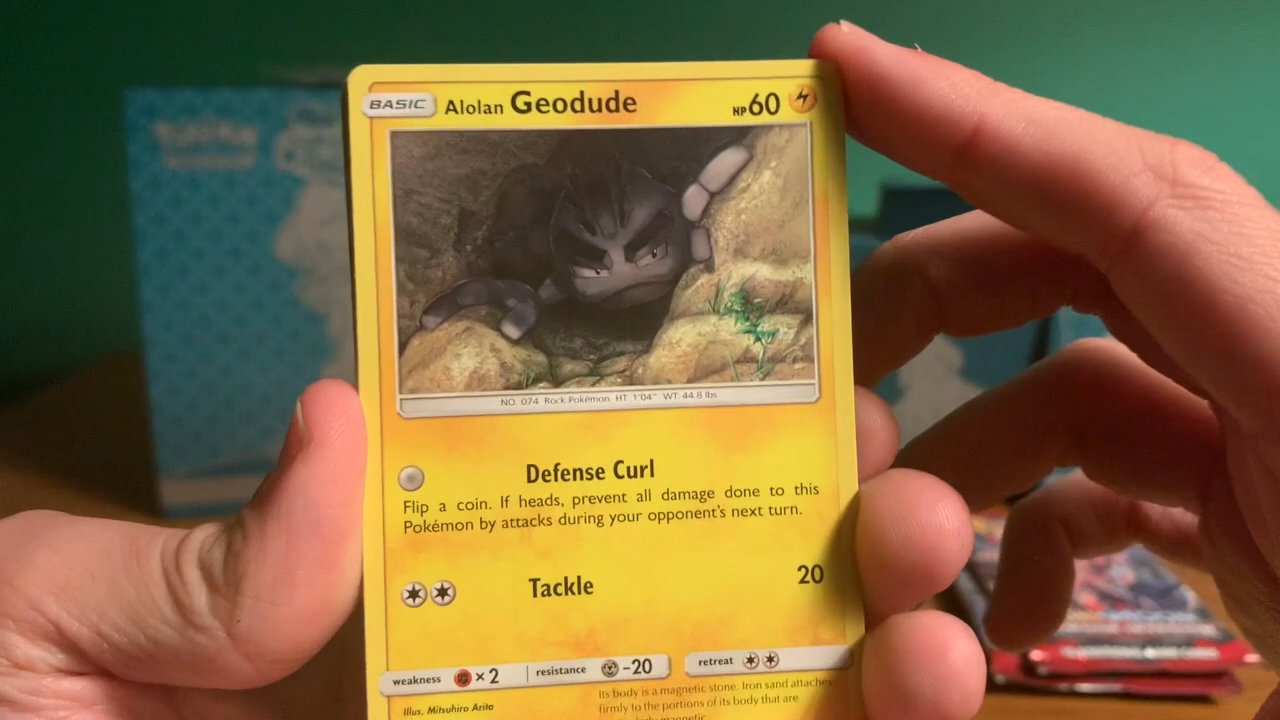 BASIC Alolan Geodude HP60
NO. 074 Rock Pokémon HT: 1'04" WT: 44.8 lbs
Defense Curl
Flip a coin. If heads, prevent all damage done to this
Pokémon by attacks during your opponent's next turn.
Tackle 20
weakness ×2 resistance -20 retreat
Illus. Mitsuhiro Arita
Its body is a magnetic stone. Iron sand attaches
firmly to the portions of its body that are
magnetic.
POKÉMON